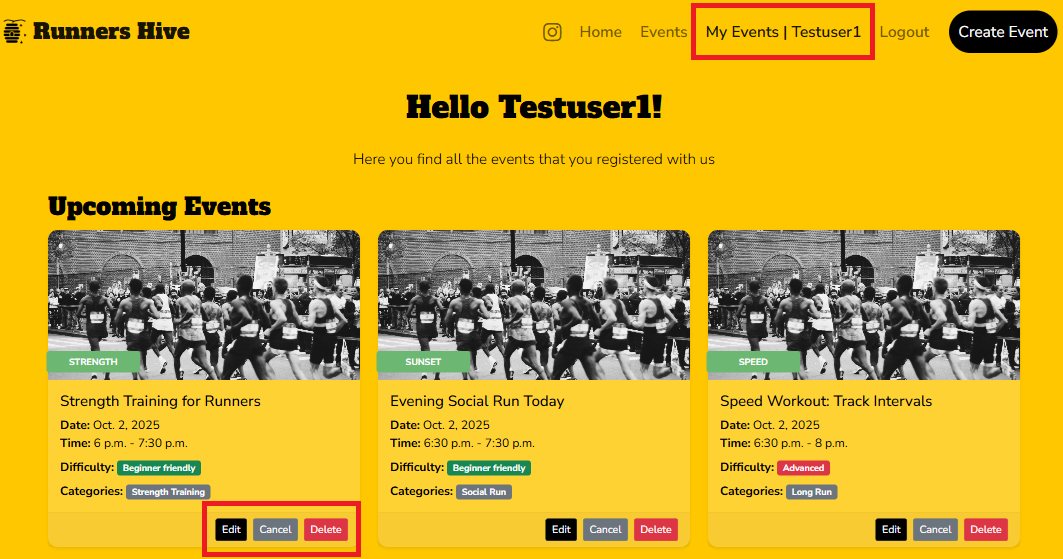 Runners Hive
Home Events My Events | Testuser1 Logout Create Event
Hello Testuser1!
Here you find all the events that you registered with us
Upcoming Events
STRENGTH
Strength Training for Runners
Date: Oct. 2, 2025
Time: 6 p.m. - 7:30 p.m.
Difficulty: Beginner friendly
Categories: Strength Training
Edit Cancel Delete
SUNSET
Evening Social Run Today
Date: Oct. 2, 2025
Time: 6:30 p.m. - 7:30 p.m.
Difficulty: Beginner friendly
Categories: Social Run
Edit Cancel Delete
SPEED
Speed Workout: Track Intervals
Date: Oct. 2, 2025
Time: 6:30 p.m. - 8 p.m.
Difficulty: Advanced
Categories: Long Run
Edit Cancel Delete